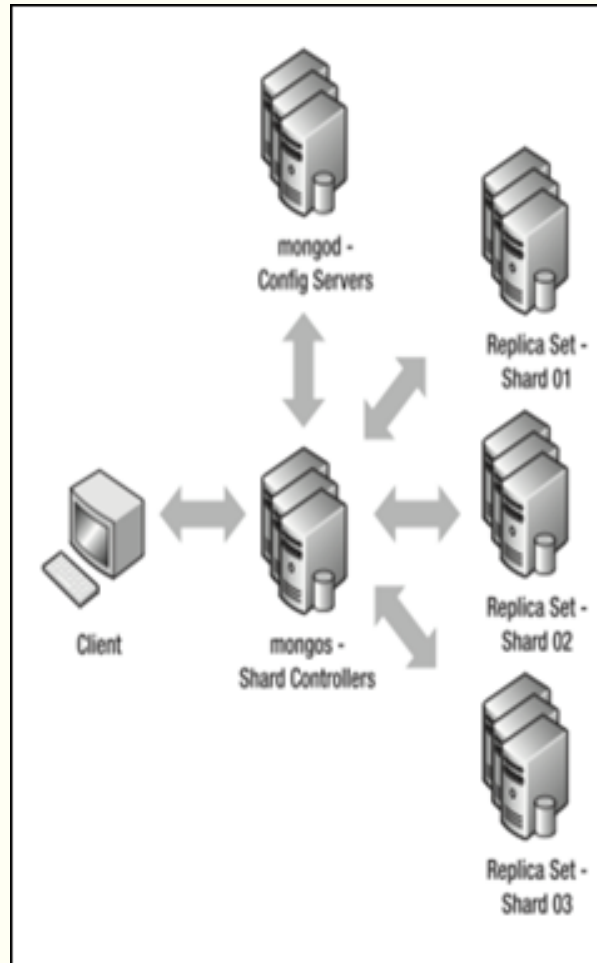 mongod -
Config Servers
Replica Set -
Shard 01
Client
mongos -
Shard Controllers
Replica Set -
Shard 02
Replica Set -
Shard 03